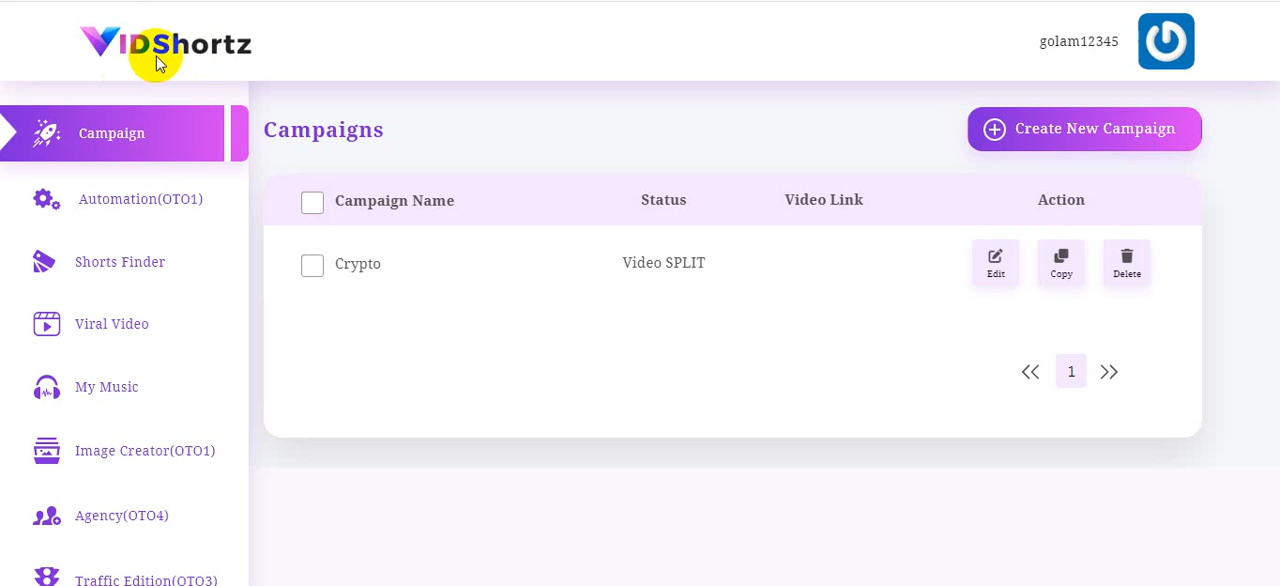 VIDShortz
golam12345
Campaign
Automation(OTO1)
Shorts Finder
Viral Video
My Music
Image Creator(OTO1)
Agency(OTO4)
Traffic Edition(OTO3)
Campaigns
Create New Campaign
Campaign Name Status Video Link Action
Crypto Video SPLIT
Edit Copy Delete
1